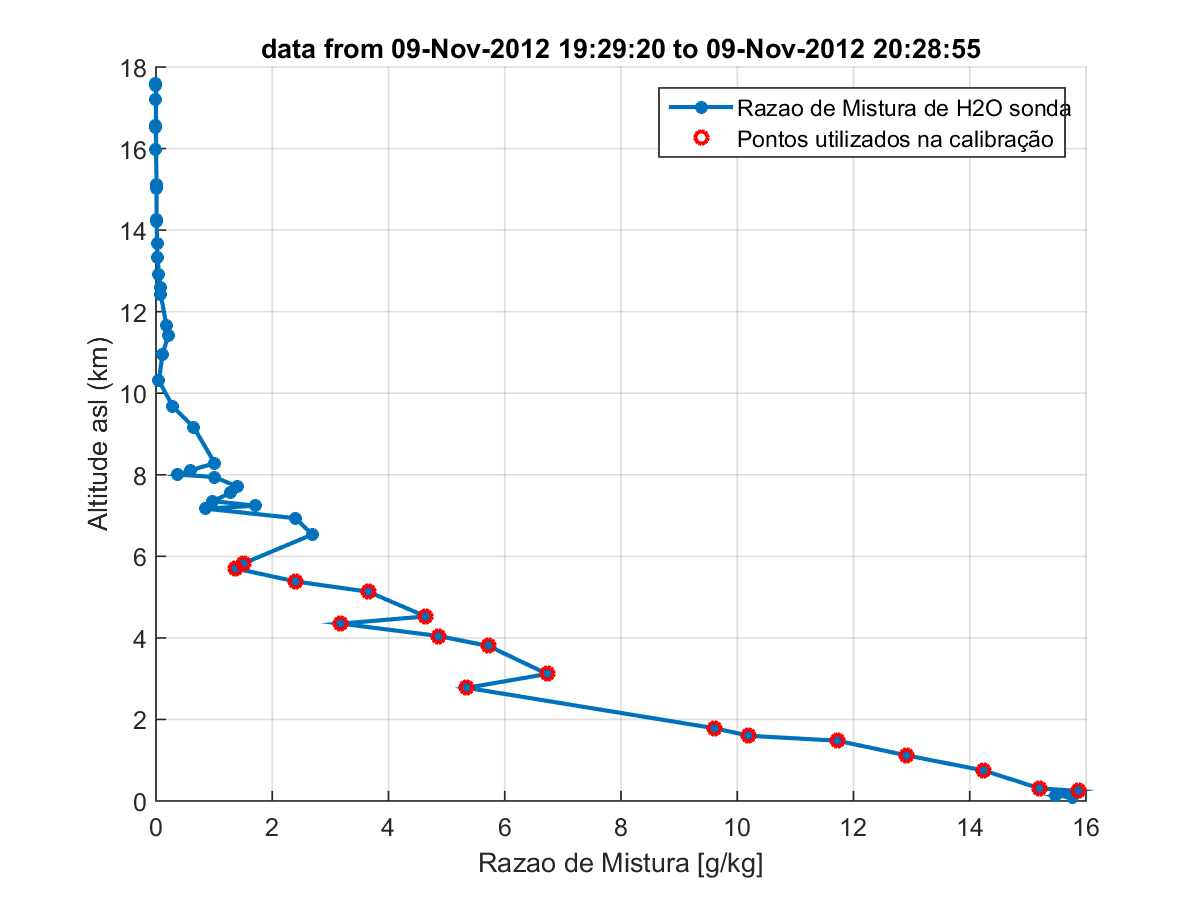 data from 09-Nov-2012 19:29:20 to 09-Nov-2012 20:28:55
Razao de Mistura de H2O sonda
Pontos utilizados na calibração
18
16
14
12
10
8
6
4
2
0
Altitude asl (km)
0 2 4 6 8 10 12 14 16
Razao de Mistura [g/kg]